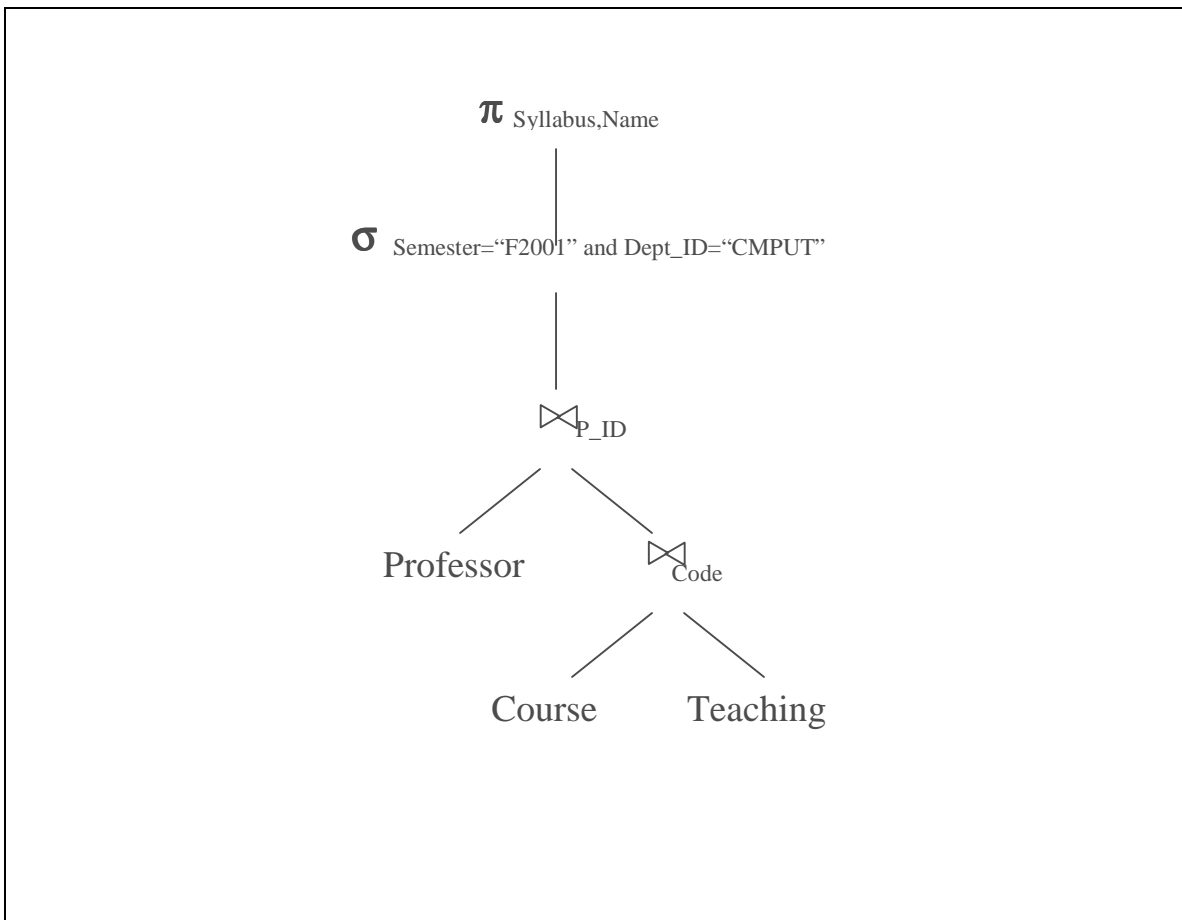 π Syllabus,Name
σ Semester=“F2001” and Dept_ID=“CMPUT”
⋈P_ID
Professor
⋈Code
Course Teaching